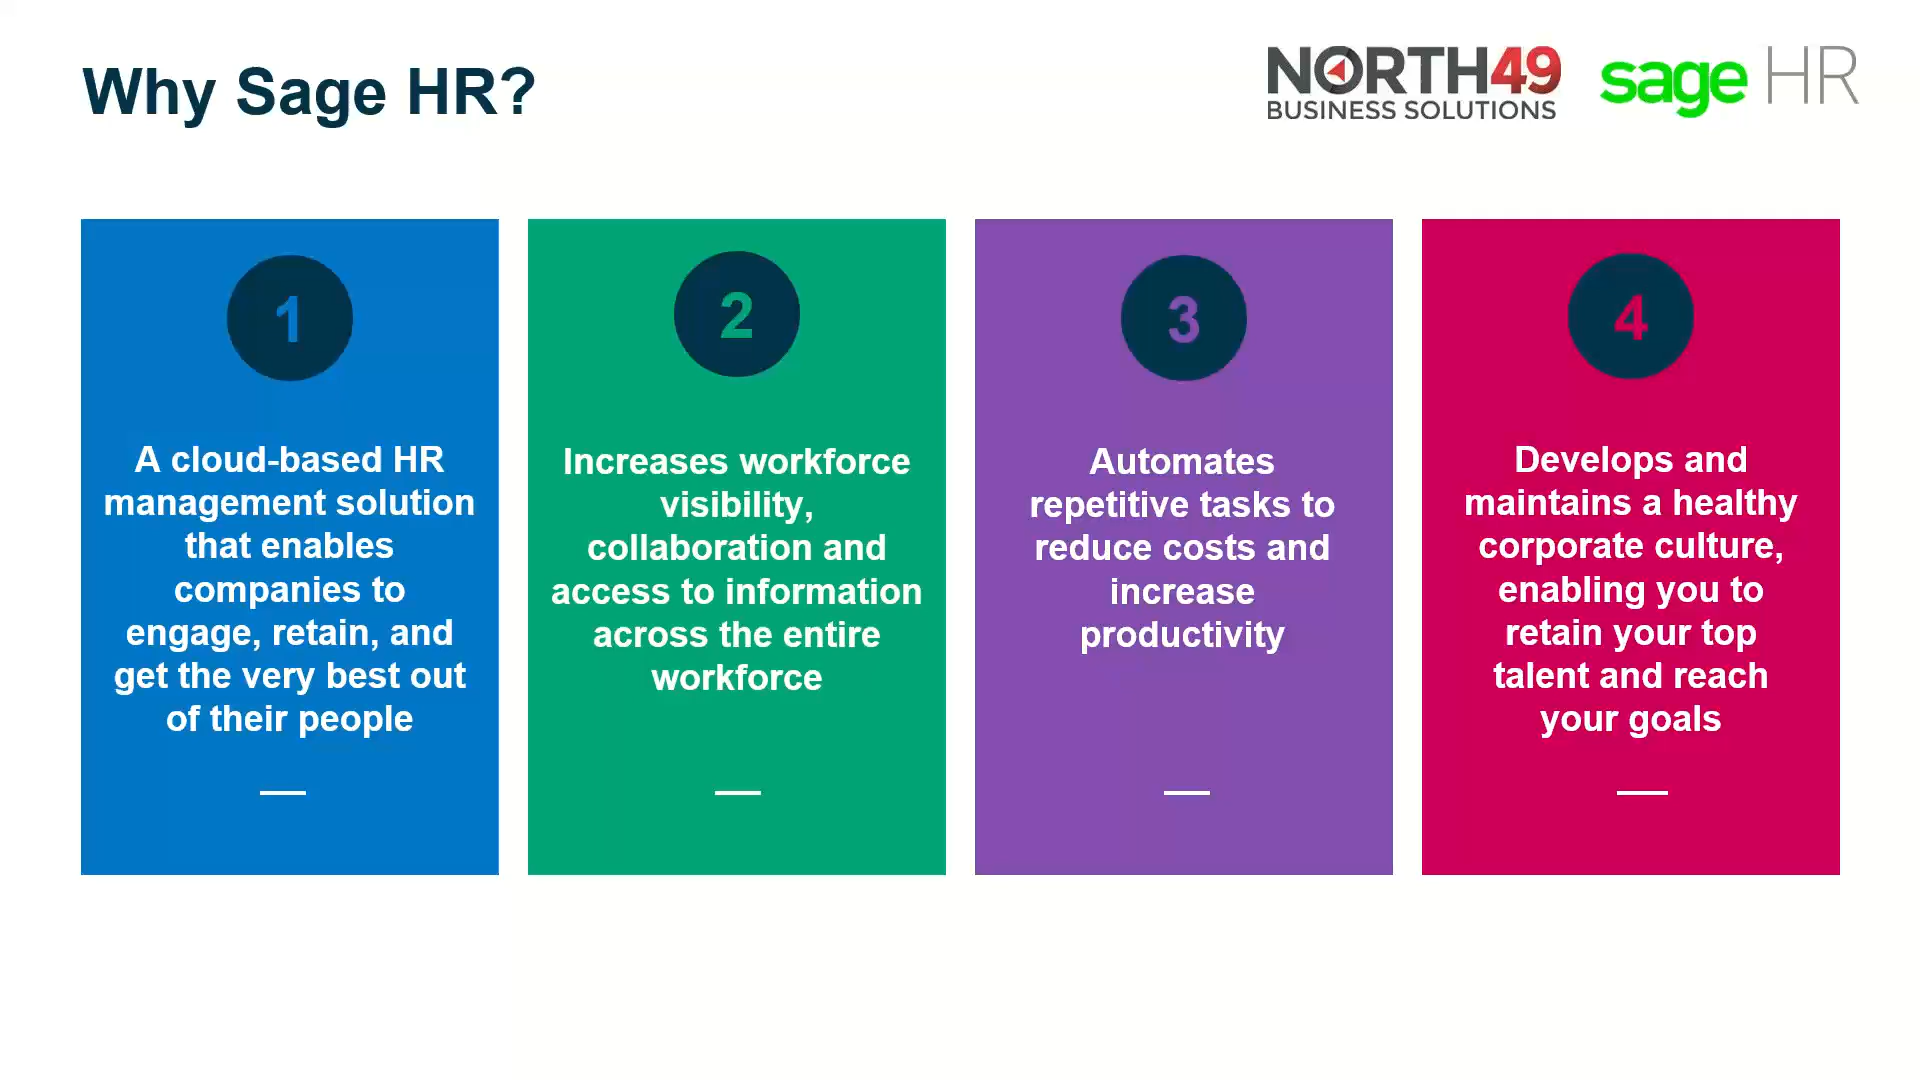 Why Sage HR?
NORTH49
BUSINESS SOLUTIONS
sage HR
1
A cloud-based HR
management solution
that enables
companies to
engage, retain, and
get the very best out
of their people
2
Increases workforce
visibility,
collaboration and
access to information
across the entire
workforce
3
Automates
repetitive tasks to
reduce costs and
increase
productivity
4
Develops and
maintains a healthy
corporate culture,
enabling you to
retain your top
talent and reach
your goals